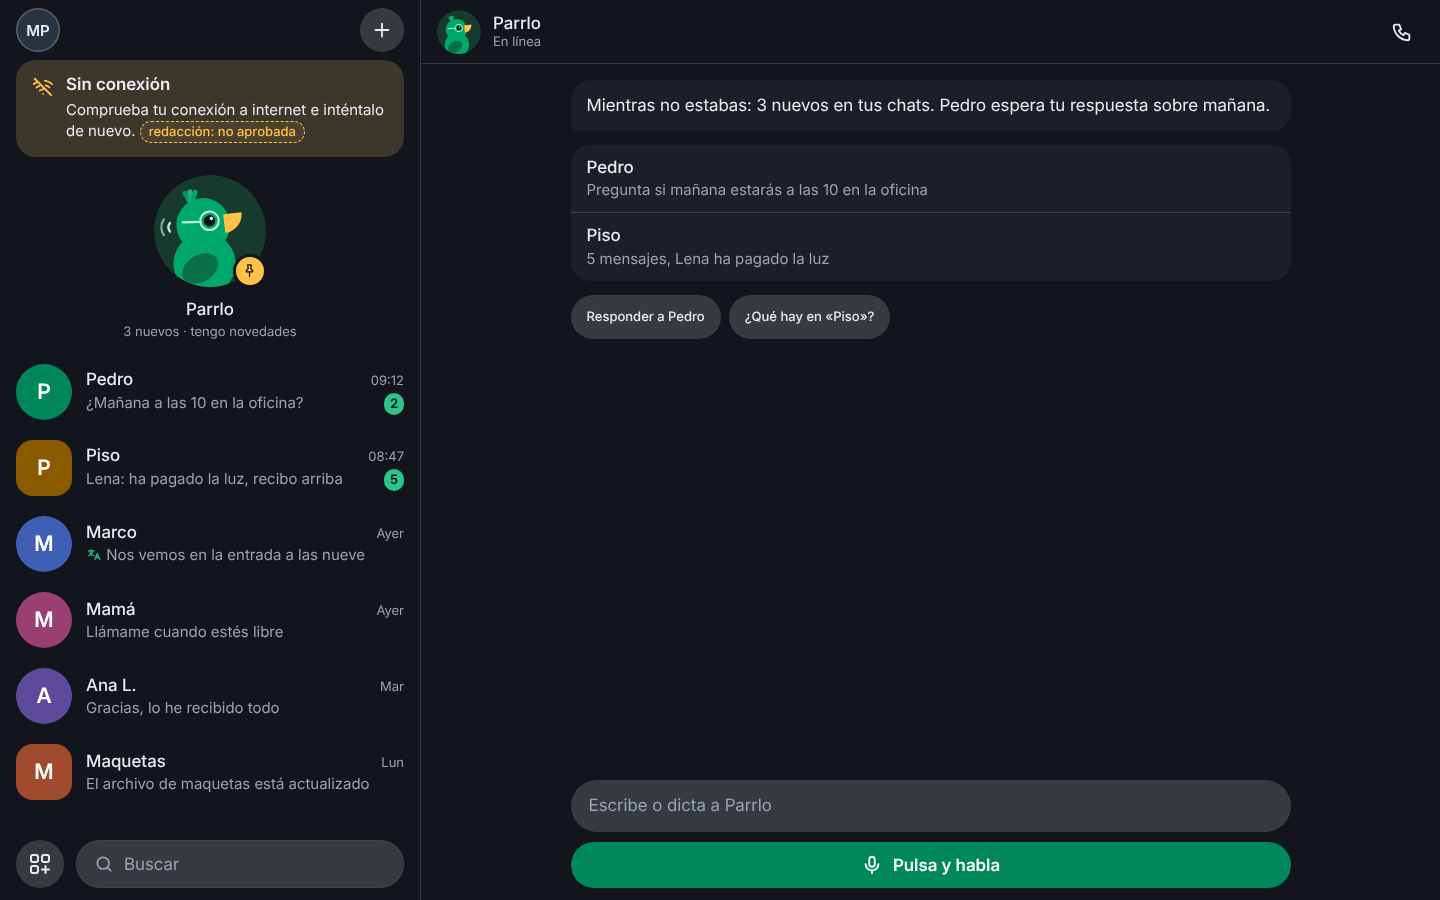 MP
Sin conexión
Comprueba tu conexión a internet e inténtalo
de nuevo. redacción: no aprobada
Parrlo
3 nuevos · tengo novedades
Pedro
09:12
¿Mañana a las 10 en la oficina?
2
P
Piso
08:47
Lena: ha pagado la luz, recibo arriba
5
P
Marco
Ayer
Nos vemos en la entrada a las nueve
M
Mamá
Ayer
Llámame cuando estés libre
M
Ana L.
Mar
Gracias, lo he recibido todo
A
Maquetas
Lun
El archivo de maquetas está actualizado
M
Buscar
Parrlo
En línea
Mientras no estabas: 3 nuevos en tus chats. Pedro espera tu respuesta sobre mañana.
Pedro
Pregunta si mañana estarás a las 10 en la oficina
Piso
5 mensajes, Lena ha pagado la luz
Responder a Pedro
¿Qué hay en «Piso»?
Escribe o dicta a Parrlo
Pulsa y habla